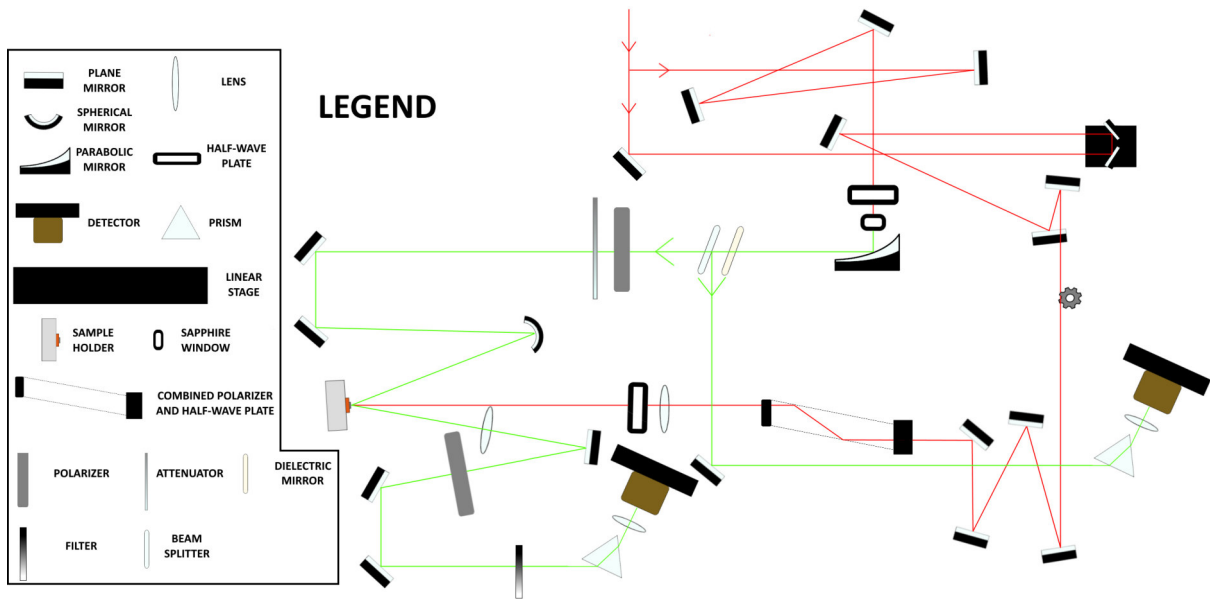 LEGEND
PLANE
MIRROR
LENS
SPHERICAL
MIRROR
PARABOLIC
MIRROR
HALF-WAVE
PLATE
DETECTOR
PRISM
LINEAR
STAGE
SAMPLE
HOLDER
SAPPHIRE
WINDOW
COMBINED POLARIZER
AND HALF-WAVE PLATE
POLARIZER
ATTENUATOR
DIELECTRIC
MIRROR
FILTER
BEAM
SPLITTER